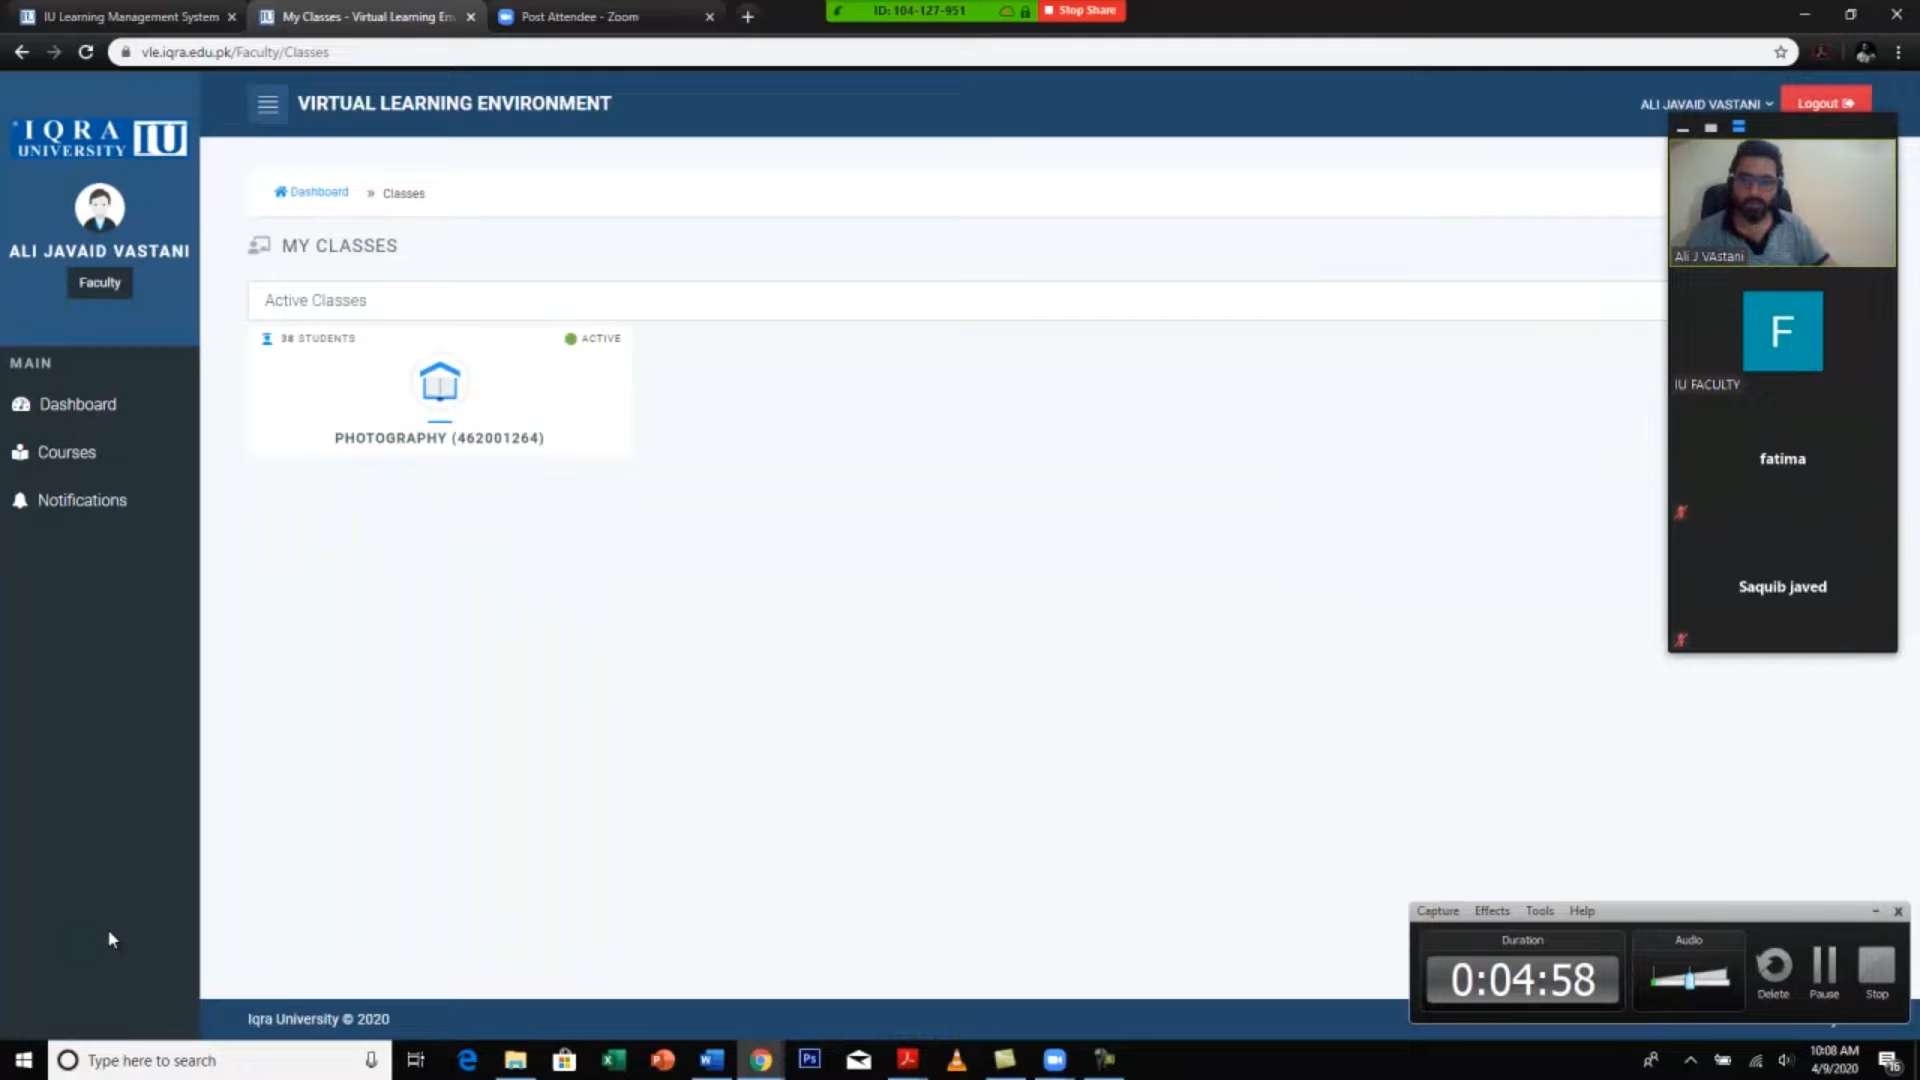 IU Learning Management System
My Classes - Virtual Learning En
Post Attendee - Zoom
ID: 104-127-951
Stop Share
vle.iqra.edu.pk/Faculty/Classes
IQRA
UNIVERSITY
IU
VIRTUAL LEARNING ENVIRONMENT
ALI JAVAID VASTANI
Logout
ALI JAVAID VASTANI
Faculty
MAIN
Dashboard
Courses
Notifications
Dashboard » Classes
MY CLASSES
Active Classes
38 STUDENTS
ACTIVE
PHOTOGRAPHY (462001264)
Ali J VAstani
F
IU FACULTY
fatima
Saquib javed
Capture Effects Tools Help
Duration
Audio
0:04:58
Delete
Pause
Stop
Iqra University © 2020
Type here to search
Ps
10:08 AM
4/9/2020
16